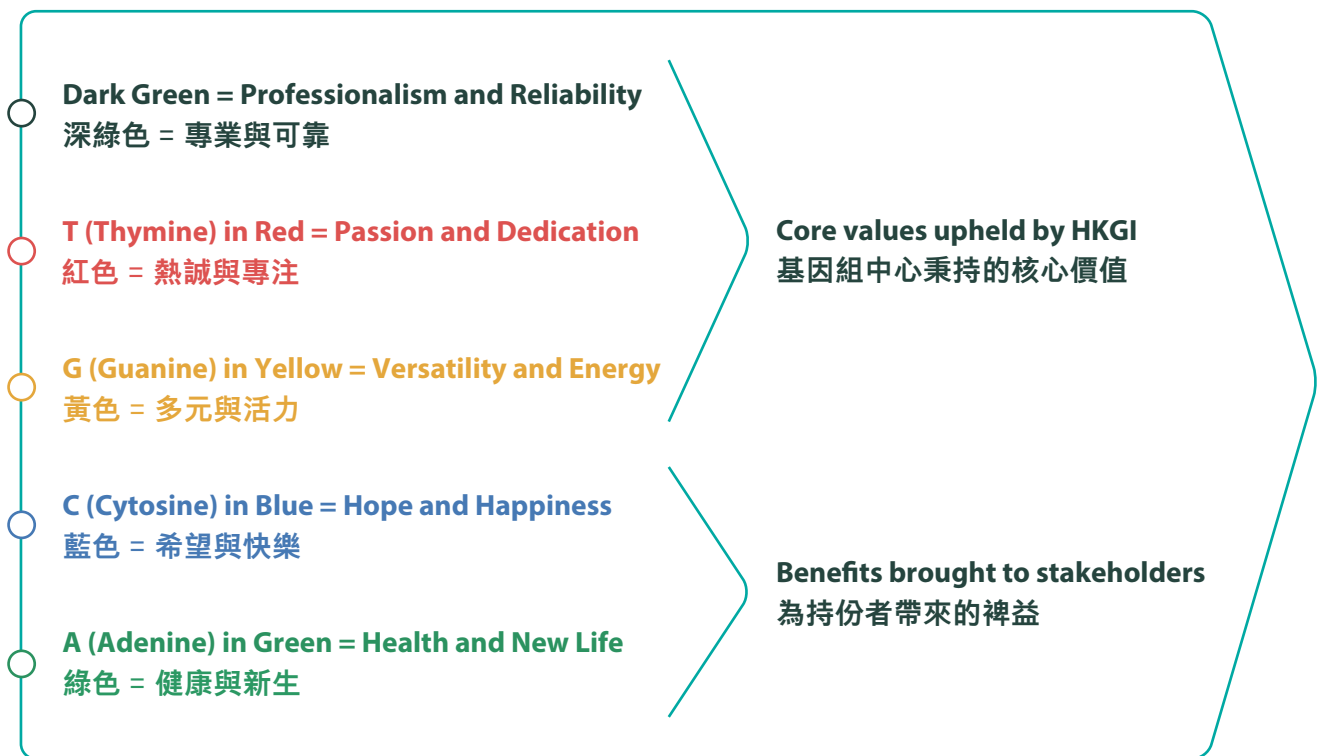 Dark Green = Professionalism and Reliability
深綠色 = 專業與可靠
T (Thymine) in Red = Passion and Dedication
紅色 = 熱誠與專注
G (Guanine) in Yellow = Versatility and Energy
黃色 = 多元與活力
Core values upheld by HKGI
基因組中心秉持的核心價值
C (Cytosine) in Blue = Hope and Happiness
藍色 = 希望與快樂
A (Adenine) in Green = Health and New Life
綠色 = 健康與新生
Benefits brought to stakeholders
為持份者帶來的裨益